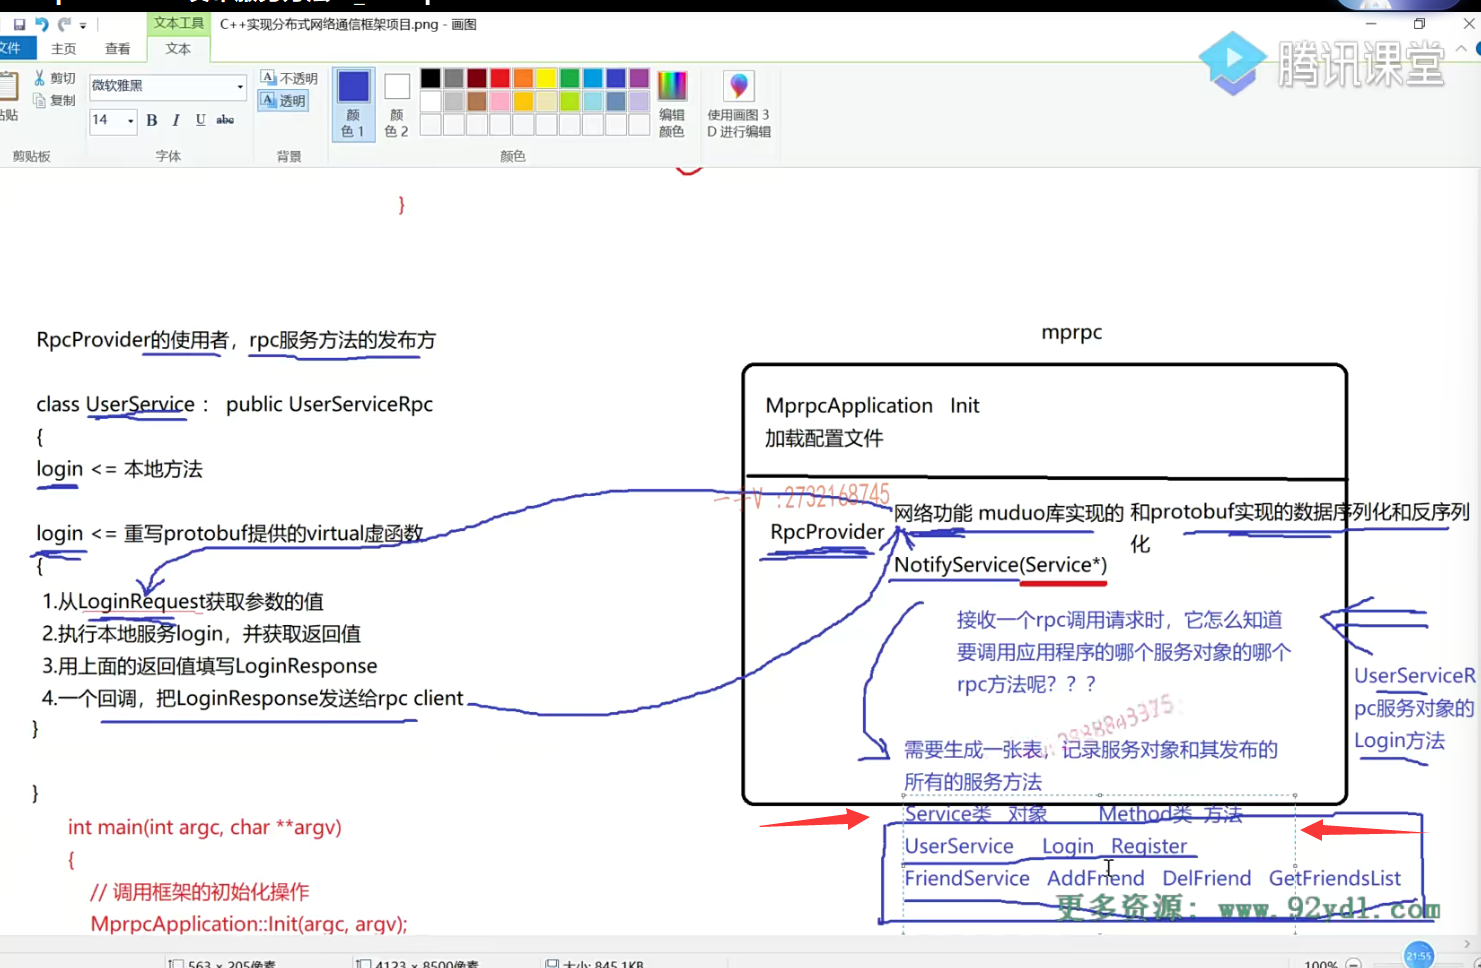 文本工具
C++实现分布式网络通信框架项目.png - 画图
文件
主页
查看
文本
腾讯课堂
剪切
复制
粘贴
剪贴板
微软雅黑
14
B I U abc
字体
不透明
透明
背景
颜色 1
颜色 2
颜色
编辑颜色
使用画图 3D 进行编辑
}
RpcProvider的使用者，rpc服务方法的发布方
class UserService： public UserServiceRpc
{
login <= 本地方法
login <= 重写protobuf提供的virtual虚函数
{
1.从LoginRequest获取参数的值
2.执行本地服务login，并获取返回值
3.用上面的返回值填写LoginResponse
4.一个回调，把LoginResponse发送给rpc client
}
}
int main(int argc, char **argv)
{
// 调用框架的初始化操作
MprpcApplication::Init(argc, argv);
mprpc
MprpcApplication Init
加载配置文件
:2732168745
RpcProvider
网络功能 muduo库实现的 和protobuf实现的数据序列化和反序列
化
NotifyService(Service*)
接收一个rpc调用请求时，它怎么知道
要调用应用程序的哪个服务对象的哪个
rpc方法呢？？？
UserServiceR
pc服务对象的
Login方法
需要生成一张表，记录服务对象和其发布的
所有的服务方法
Service类 对象 Method类 方法
UserService Login Register
FriendService AddFriend DelFriend GetFriendsList
更多资源: www.92ydl.com
563 × 205像素
4123 × 8500像素
大小: 845.1KB
100%
21:55